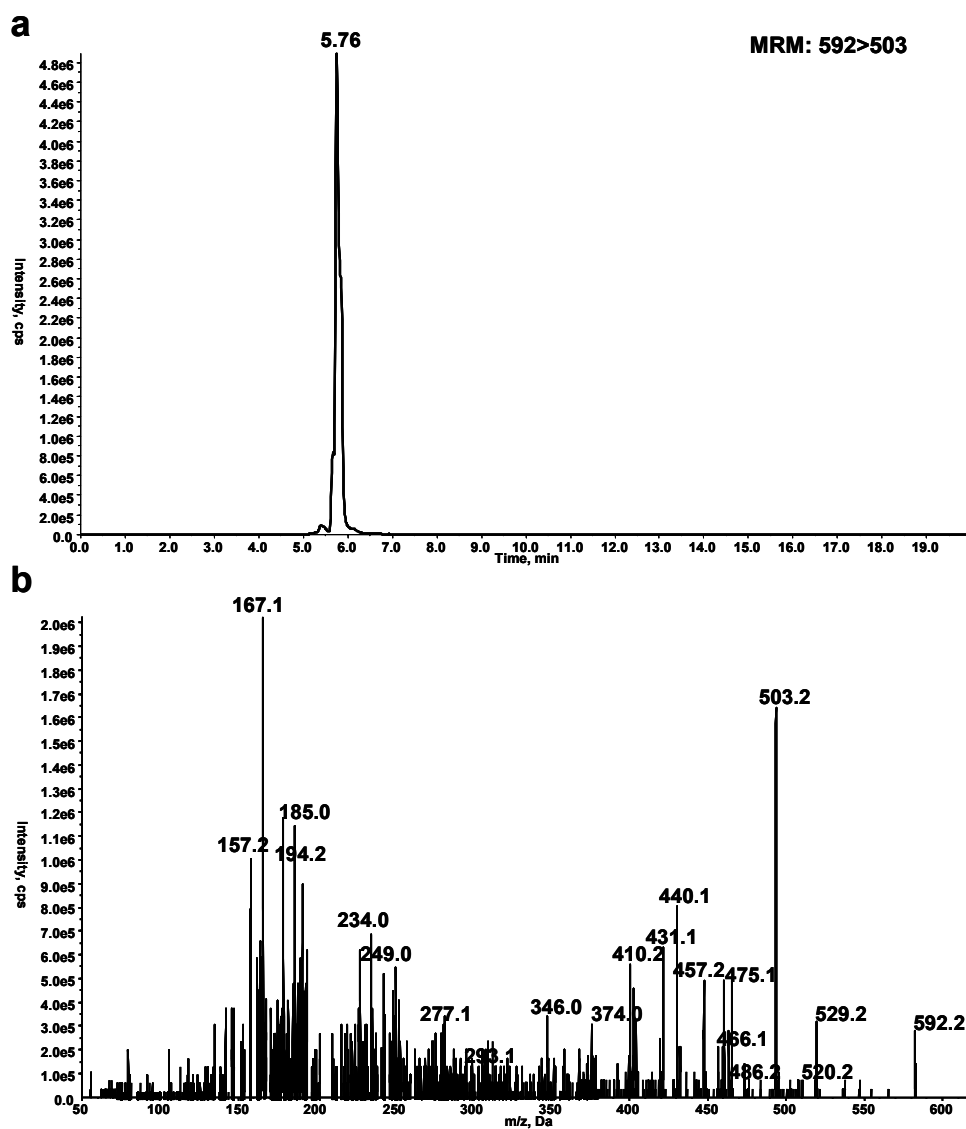 a
5.76
MRM: 592>503
4.8e6
4.6e6
4.4e6
4.2e6
4.0e6
3.8e6
3.6e6
3.4e6
3.2e6
3.0e6
2.8e6
2.6e6
2.4e6
2.2e6
2.0e6
1.8e6
1.6e6
1.4e6
1.2e6
1.0e6
8.0e5
6.0e5
4.0e5
2.0e5
0.0
Intensity, cps
0.0 1.0 2.0 3.0 4.0 5.0 6.0 7.0 8.0 9.0 10.0 11.0 12.0 13.0 14.0 15.0 16.0 17.0 18.0 19.0
Time, min
b
167.1
2.0e6
1.9e6
1.8e6
1.7e6
1.6e6
1.5e6
1.4e6
1.3e6
1.2e6
1.1e6
1.0e6
9.0e5
8.0e5
7.0e5
6.0e5
5.0e5
4.0e5
3.0e5
2.0e5
1.0e5
0.0
Intensity, cps
503.2
185.0
157.2 194.2
440.1
234.0
431.1
249.0
410.2
457.2 475.1
346.0
374.0
277.1
529.2
592.2
466.1
293.1
486.2 520.2
50 100 150 200 250 300 350 400 450 500 550 600
m/z, Da